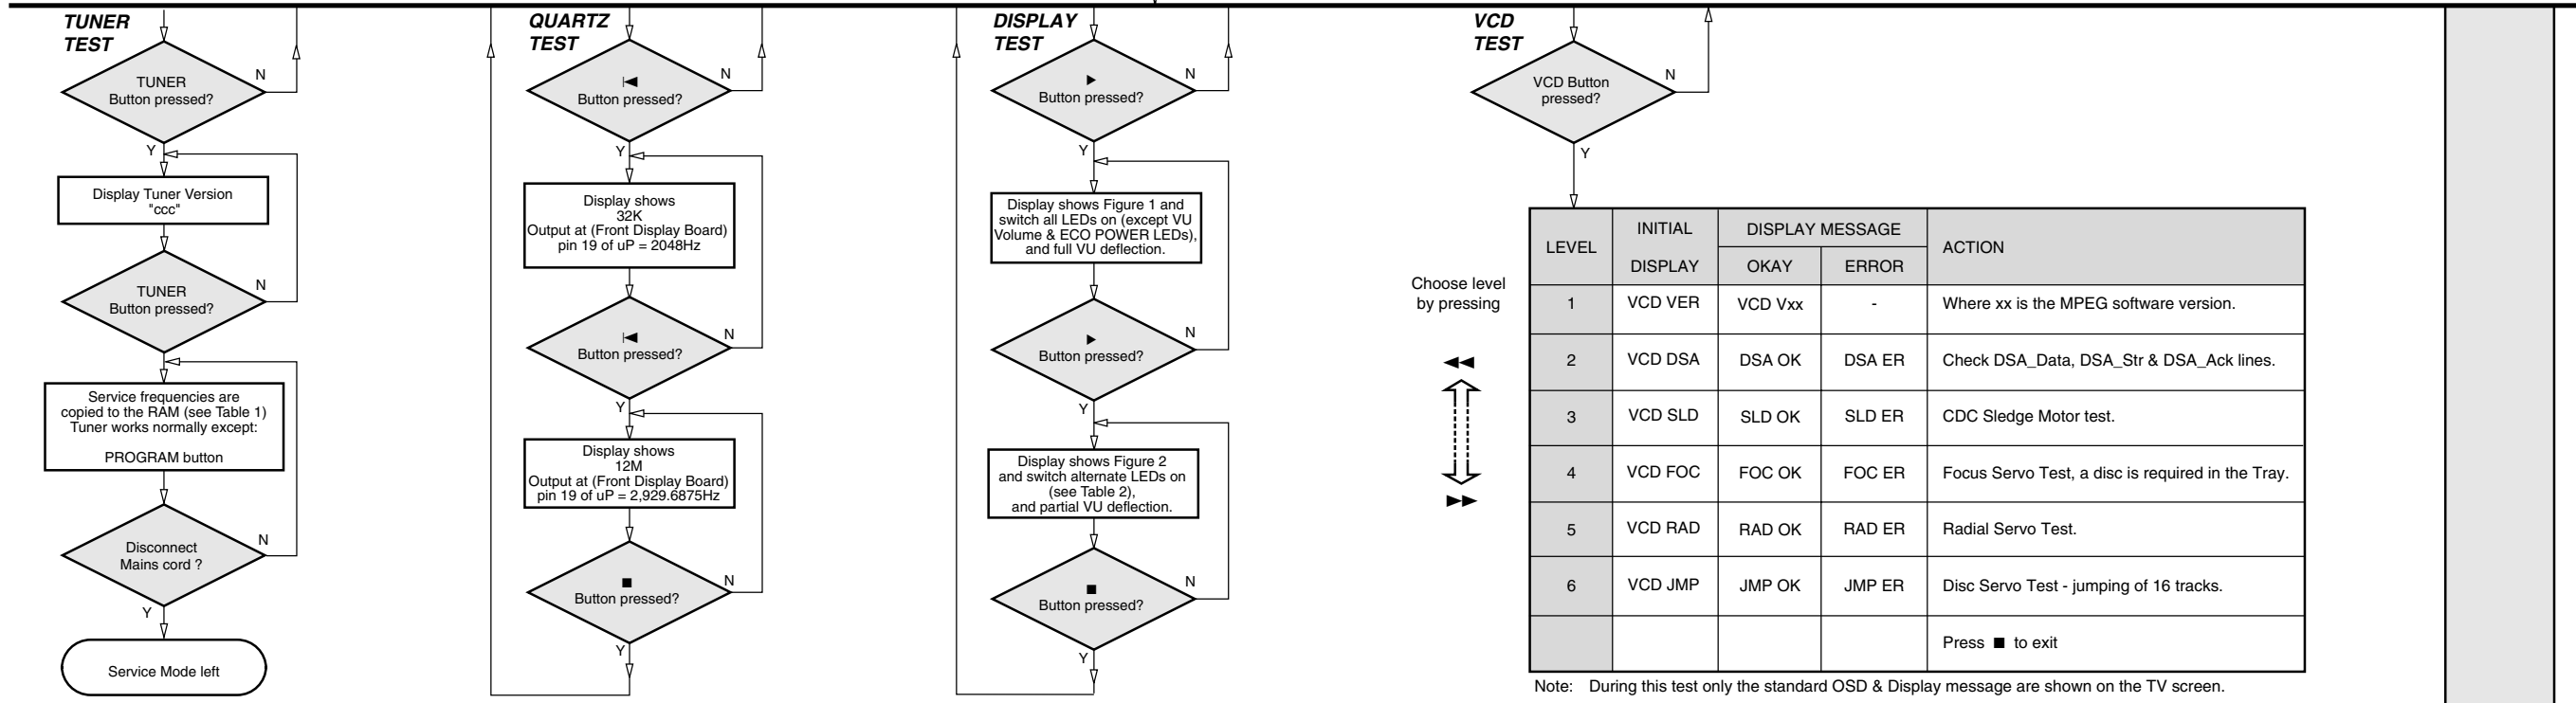 TUNER
TEST
TUNER
Button pressed?
N
Y
Display Tuner Version
"ccc"
TUNER
Button pressed?
N
Service frequencies are
copied to the RAM (see Table 1)
Tuner works normally except:
PROGRAM button
Disconnect
Mains cord ?
N
Y
Service Mode left
QUARTZ
TEST
Button pressed?
N
Y
Display shows
32K
Output at (Front Display Board)
pin 19 of uP = 2048Hz
Button pressed?
N
Y
Display shows
12M
Output at (Front Display Board)
pin 19 of uP = 2,929.6875Hz
Button pressed?
N
Y
DISPLAY
TEST
Button pressed?
N
Y
Display shows Figure 1 and
switch all LEDs on (except VU
Volume & ECO POWER LEDs),
and full VU deflection.
Button pressed?
N
Y
Display shows Figure 2
and switch alternate LEDs on
(see Table 2),
and partial VU deflection.
Button pressed?
N
Y
VCD
TEST
VCD Button
pressed?
N
Y
Choose level
by pressing
LEVEL INITIAL DISPLAY DISPLAY MESSAGE ACTION
OKAY ERROR
1 VCD VER VCD Vxx - Where xx is the MPEG software version.
2 VCD DSA DSA OK DSA ER Check DSA_Data, DSA_Str & DSA_Ack lines.
3 VCD SLD SLD OK SLD ER CDC Sledge Motor test.
4 VCD FOC FOC OK FOC ER Focus Servo Test, a disc is required in the Tray.
5 VCD RAD RAD OK RAD ER Radial Servo Test.
6 VCD JMP JMP OK JMP ER Disc Servo Test - jumping of 16 tracks.
Press ■ to exit
Note: During this test only the standard OSD & Display message are shown on the TV screen.